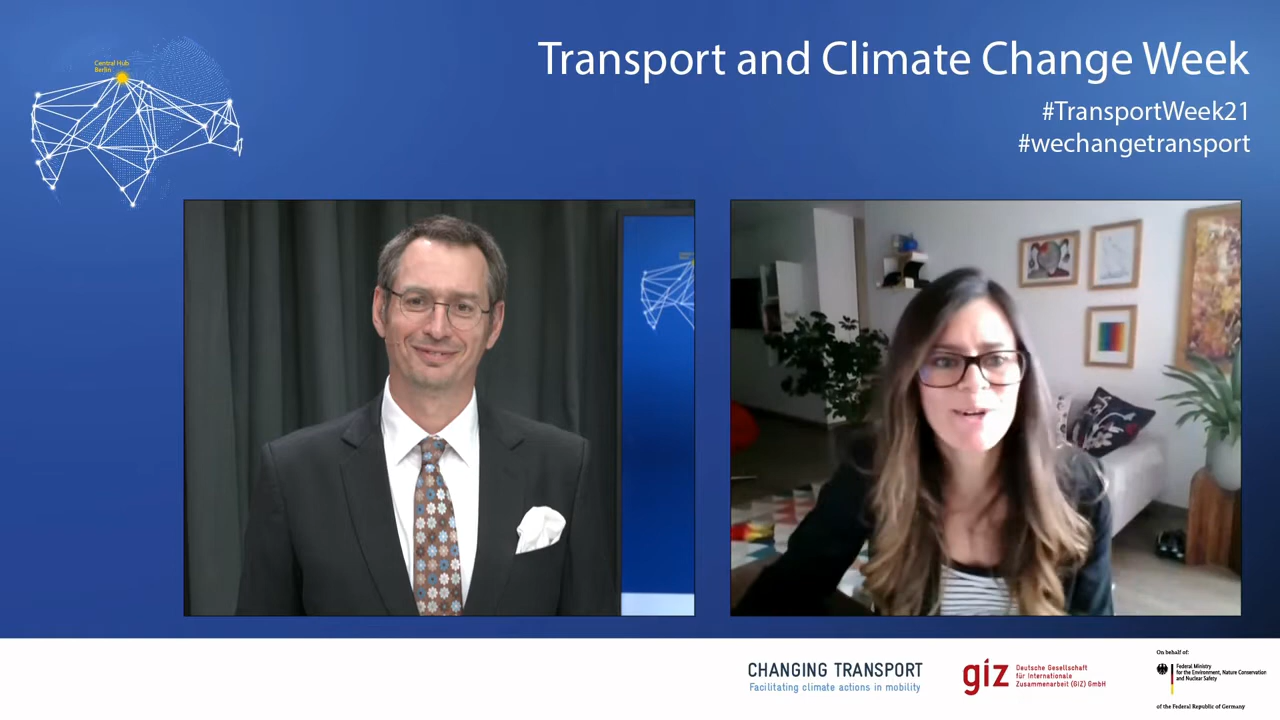 Central Hub
Berlin
Transport and Climate Change Week
#TransportWeek21
#wechangetransport
CHANGING TRANSPORT
Facilitating climate actions in mobility
giz
Deutsche Gesellschaft
für Internationale
Zusammenarbeit (GIZ) GmbH
On behalf of:
Federal Ministry
for the Environment, Nature Conservation
and Nuclear Safety
of the Federal Republic of Germany